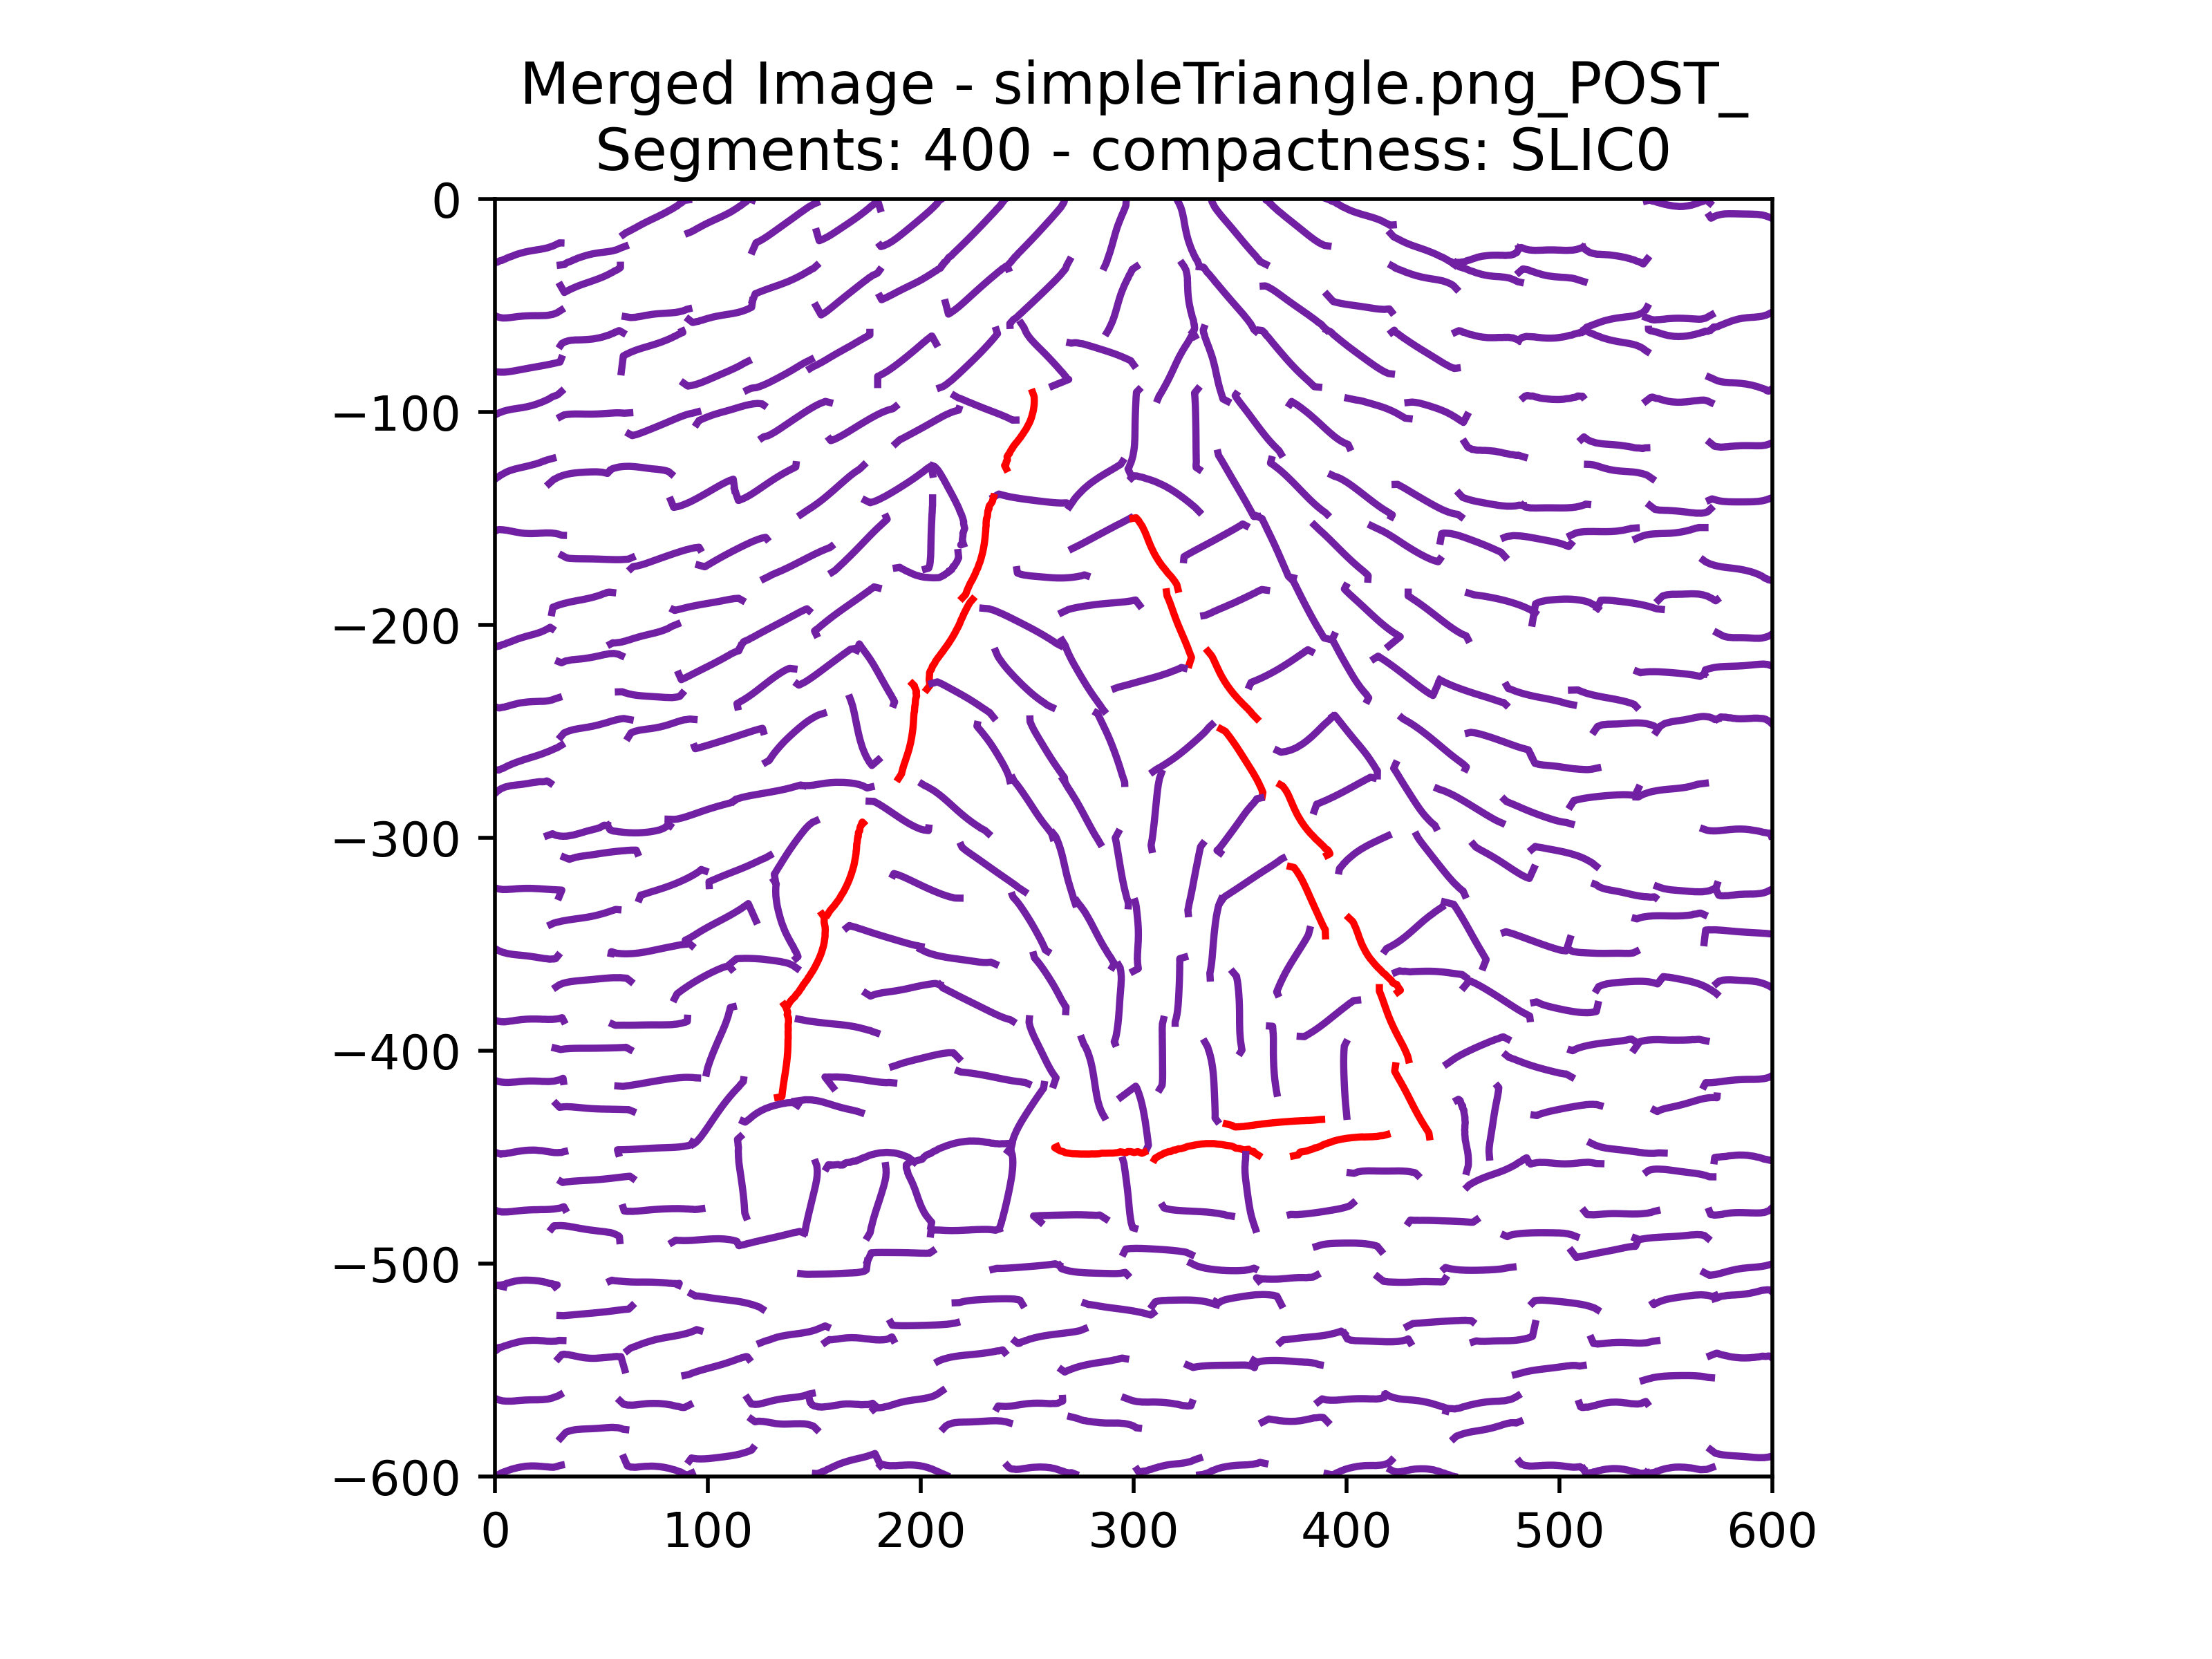 Merged Image - simpleTriangle.png_POST_
Segments: 400 - compactness: SLIC0
0
−100
−200
−300
−400
−500
−600
0 100 200 300 400 500 600